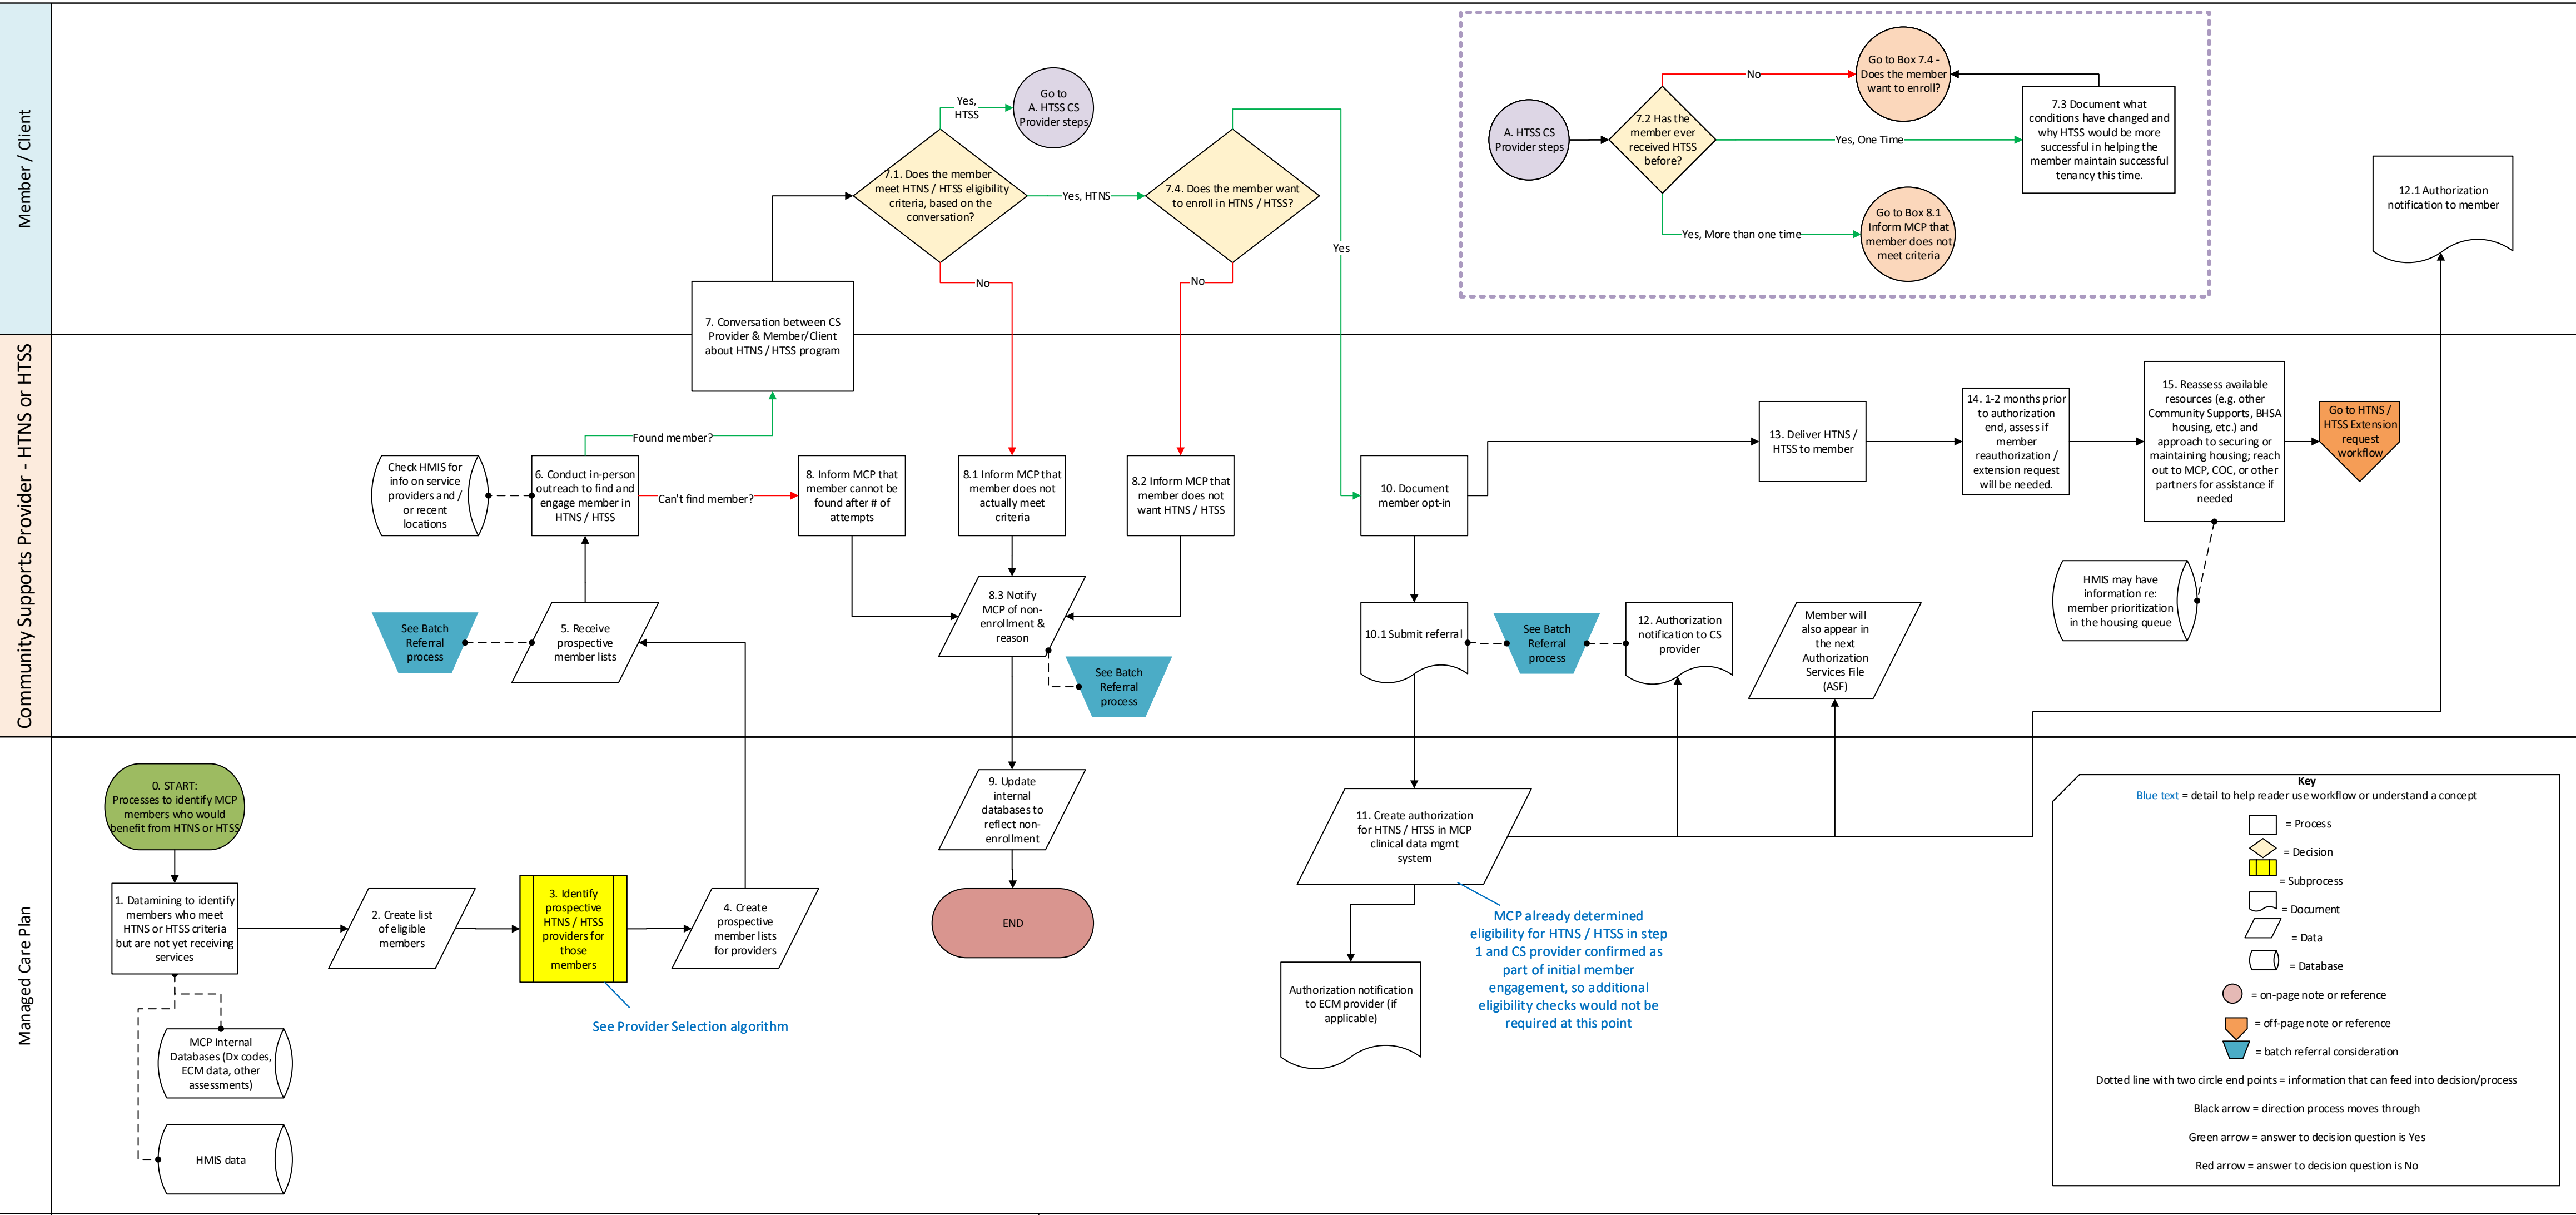 Member / Client
Go to
A. HTSS CS
Provider steps
Yes,
HTSS
7.1. Does the member
meet HTNS / HTSS eligibility
criteria, based on the
conversation?
Yes, HTNS
7.4. Does the member want
to enroll in HTNS / HTSS?
No
No
Yes
A. HTSS CS
Provider steps
7.2 Has the
member ever
received HTSS
before?
No
Go to Box 7.4 -
Does the member
want to enroll?
Yes, One Time
7.3 Document what
conditions have changed and
why HTSS would be more
successful in helping the
member maintain successful
tenancy this time.
Yes, More than one time
Go to Box 8.1
Inform MCP that
member does not
meet criteria
12.1 Authorization
notification to member
Community Supports Provider - HTNS or HTSS
7. Conversation between CS
Provider & Member/Client
about HTNS / HTSS program
Found member?
Check HMIS for
info on service
providers and /
or recent
locations
6. Conduct in-person
outreach to find and
engage member in
HTNS / HTSS
Can't find member?
8. Inform MCP that
member cannot be
found after # of
attempts
8.1 Inform MCP that
member does not
actually meet
criteria
8.2 Inform MCP that
member does not
want HTNS / HTSS
10. Document
member opt-in
13. Deliver HTNS /
HTSS to member
14. 1-2 months prior
to authorization
end, assess if
member
reauthorization /
extension request
will be needed.
15. Reassess available
resources (e.g. other
Community Supports, BHSA
housing, etc.) and
approach to securing or
maintaining housing; reach
out to MCP, COC, or other
partners for assistance if
needed
Go to HTNS /
HTSS Extension
request
workflow
See Batch
Referral
process
5. Receive
prospective
member lists
8.3 Notify
MCP of non-
enrollment &
reason
See Batch
Referral
process
10.1 Submit referral
See Batch
Referral
process
12. Authorization
notification to CS
provider
Member will
also appear in
the next
Authorization
Services File
(ASF)
HMIS may have
information re:
member prioritization
in the housing queue
Managed Care Plan
0. START:
Processes to identify MCP
members who would
benefit from HTNS or HTSS
1. Datamining to identify
members who meet
HTNS or HTSS criteria
but are not yet receiving
services
2. Create list
of eligible
members
3. Identify
prospective
HTNS / HTSS
providers for
those
members
4. Create
prospective
member lists
for providers
See Provider Selection algorithm
MCP Internal
Databases (Dx codes,
ECM data, other
assessments)
HMIS data
9. Update
internal
databases to
reflect non-
enrollment
END
11. Create authorization
for HTNS / HTSS in MCP
clinical data mgmt
system
MCP already determined
eligibility for HTNS / HTSS in step
1 and CS provider confirmed as
part of initial member
engagement, so additional
eligibility checks would not be
required at this point
Authorization notification
to ECM provider (if
applicable)
Key
Blue text = detail to help reader use workflow or understand a concept
= Process
= Decision
= Subprocess
= Document
= Data
= Database
= on-page note or reference
= off-page note or reference
= batch referral consideration
Dotted line with two circle end points = information that can feed into decision/process
Black arrow = direction process moves through
Green arrow = answer to decision question is Yes
Red arrow = answer to decision question is No